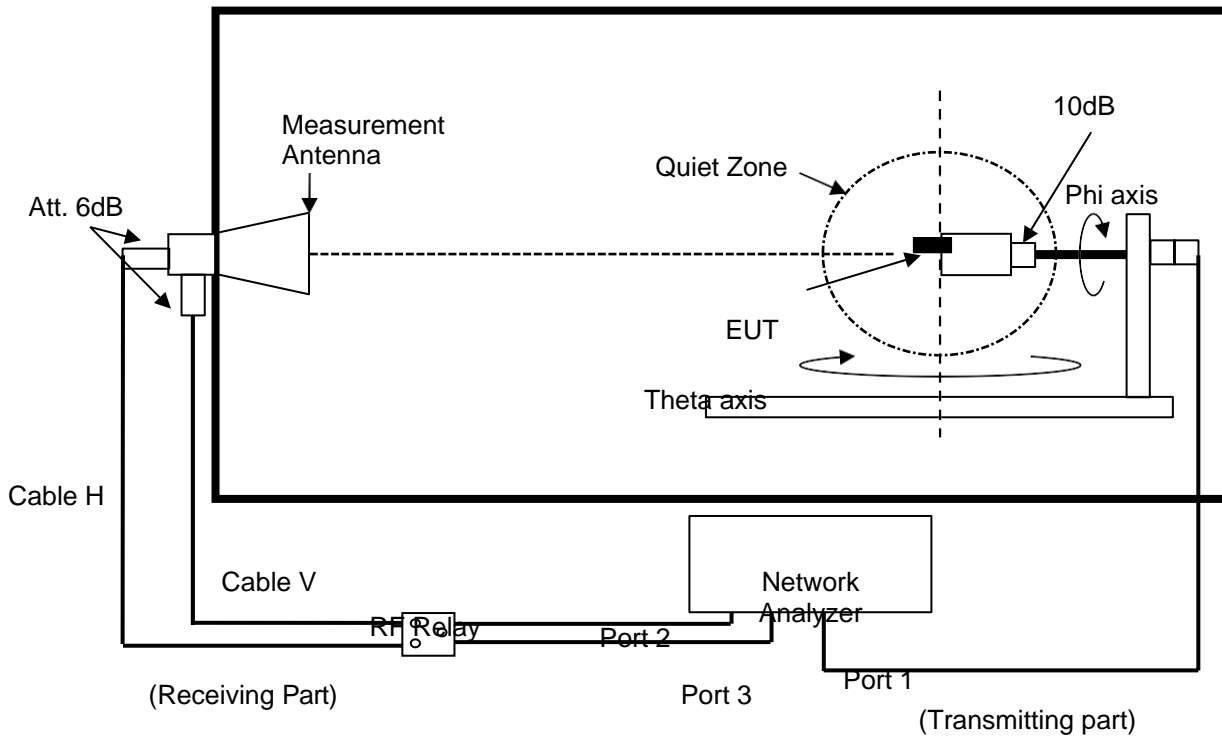 10dB
Measurement
Antenna
Quiet Zone
Phi axis
Att. 6dB
EUT
Theta axis
Cable H
Cable V
Network
Analyzer
RF Relay
Port 2
Port 3
Port 1
(Receiving Part)
(Transmitting part)